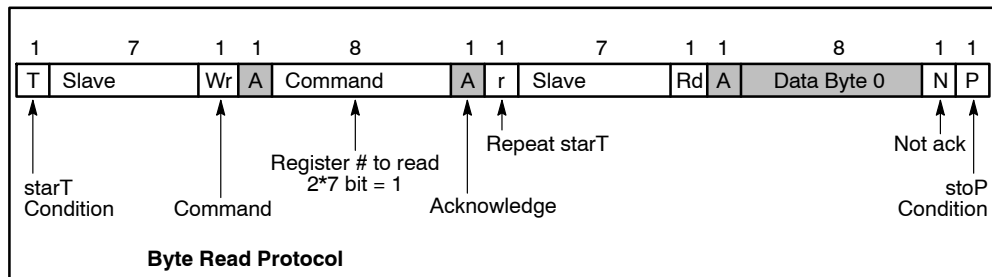 1 7 1 1 8 1 1 7 1 1 8 1 1
T Slave Wr A Command A r Slave Rd A Data Byte 0 N P
Repeat starT Not ack
Register # to read
2*7 bit = 1
starT stoP
Condition Command Acknowledge Condition
Byte Read Protocol